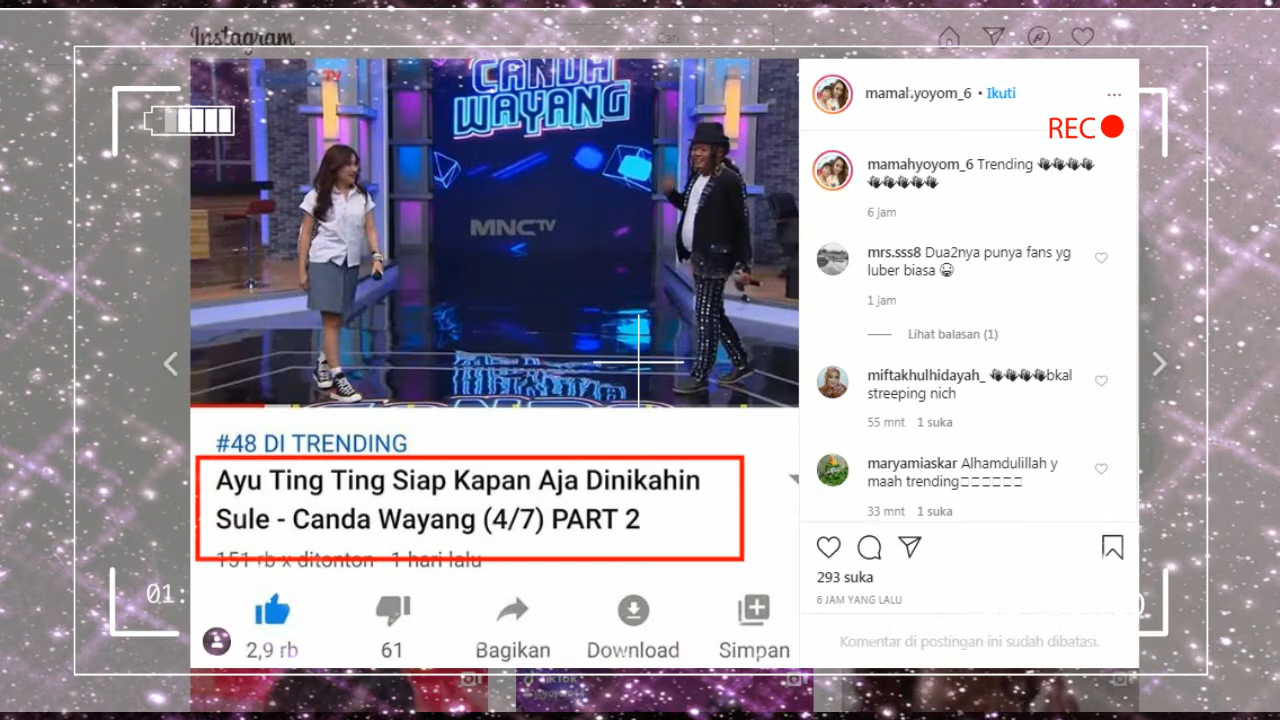 Instagram
Cari
CANDA
WAYANG
MNCTV
#48 DI TRENDING
Ayu Ting Ting Siap Kapan Aja Dinikahin
Sule - Canda Wayang (4/7) PART 2
151 rb x ditonton 1 hari lalu
2,9 rb
61
Bagikan
Download
Simpan
01:
mamal.yoyom_6 • Ikuti
REC
mamahyoyom_6 Trending 👋👋👋👋
👋👋👋👋👋
6 jam
mrs.sss8 Dua2nya punya fans yg
luber biasa 😀
1 jam
Lihat balasan (1)
miftakhulhidayah_ 👋👋👋👋bkal
streeping nich
55 mnt 1 suka
maryamiaskar Alhamdulillah y
maah trending□□□□□□
33 mnt 1 suka
293 suka
6 JAM YANG LALU
Komentar di postingan ini sudah dibatasi.
TikTok